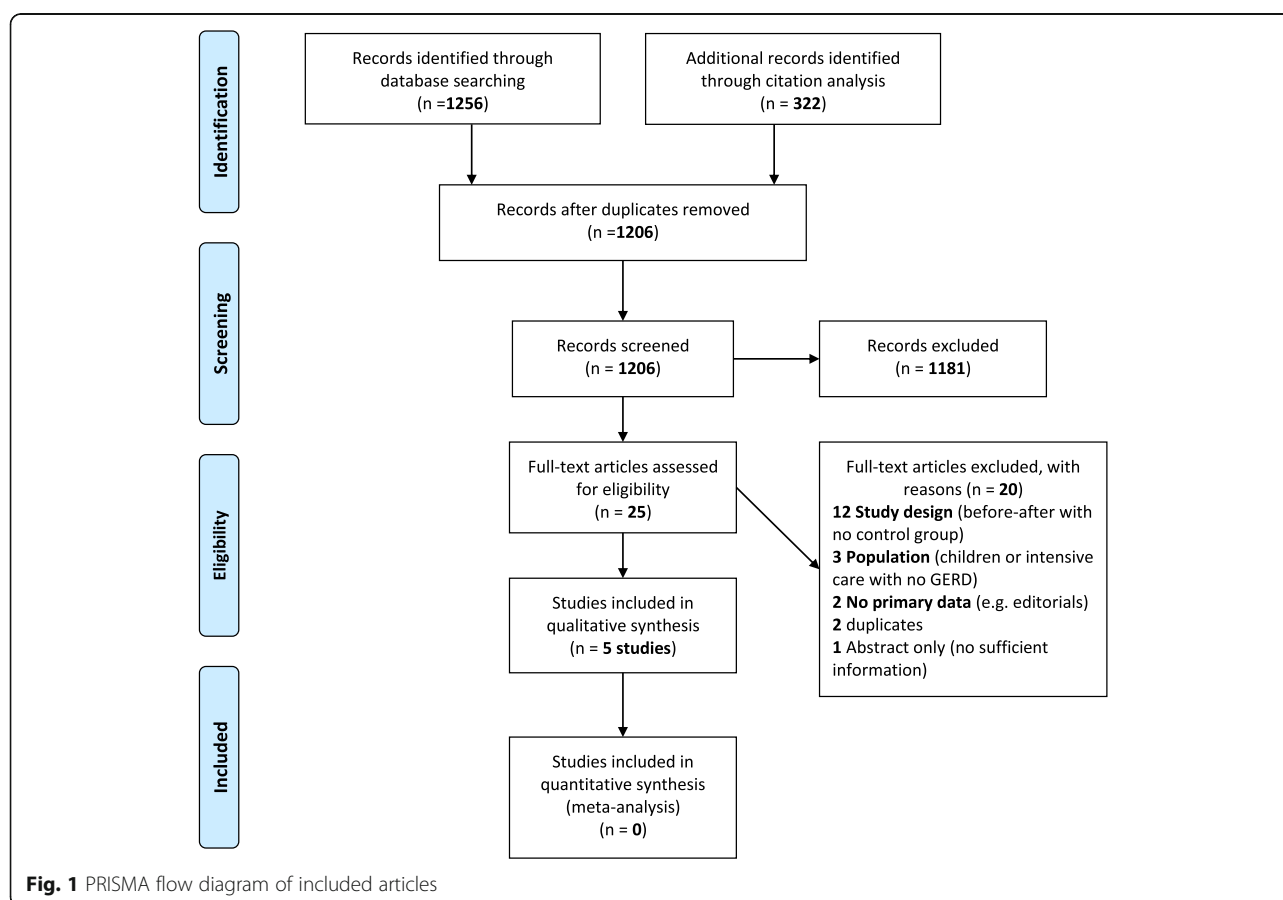 Identification
Records identified through
database searching
(n =1256)
Additional records identified
through citation analysis
(n = 322)
Records after duplicates removed
(n =1206)
Screening
Records screened
(n = 1206)
Records excluded
(n = 1181)
Eligibility
Full-text articles assessed
for eligibility
(n = 25)
Full-text articles excluded, with
reasons (n = 20)
12 Study design (before-after with
no control group)
3 Population (children or intensive
care with no GERD)
2 No primary data (e.g. editorials)
2 duplicates
1 Abstract only (no sufficient
information)
Studies included in
qualitative synthesis
(n = 5 studies)
Included
Studies included in
quantitative synthesis
(meta-analysis)
(n = 0)
Fig. 1 PRISMA flow diagram of included articles